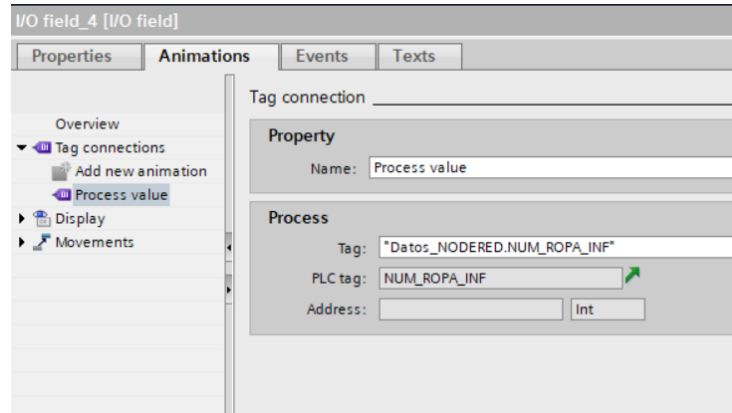 I/O field_4 [I/O field]
Properties Animations Events Texts
Tag connection
Overview
Tag connections
Add new animation
Process value
Display
Movements
Property
Name: Process value
Process
Tag: "Datos_NODERED.NUM_ROPA_INF"
PLC tag: NUM_ROPA_INF
Address: Int